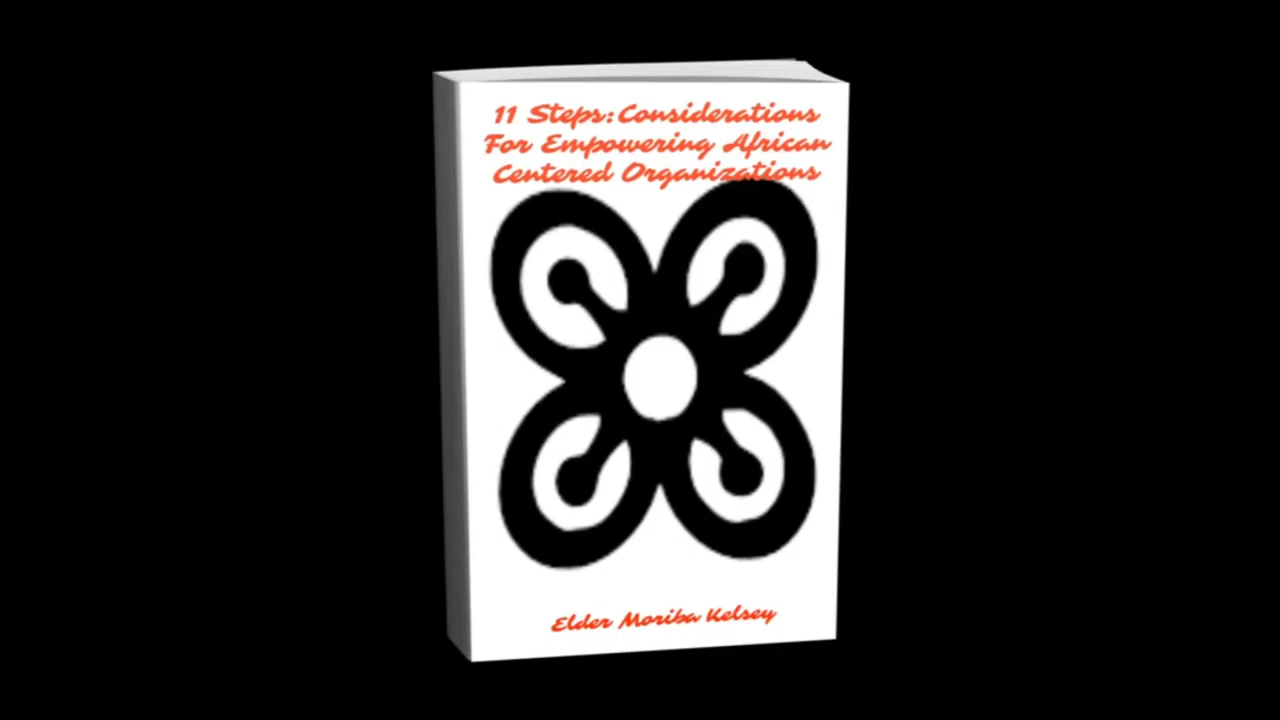 11 Steps: Considerations
For Empowering African
Centered Organizations
Elder Moriba Kelsey